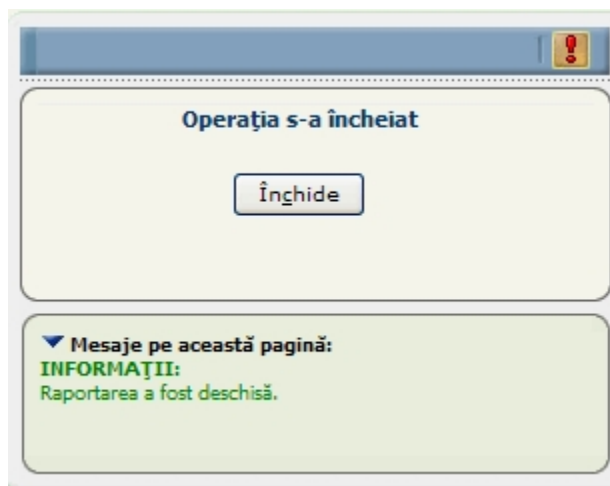 Operaţia s-a încheiat
Închide
Mesaje pe această pagină:
INFORMAŢII:
Raportarea a fost deschisă.